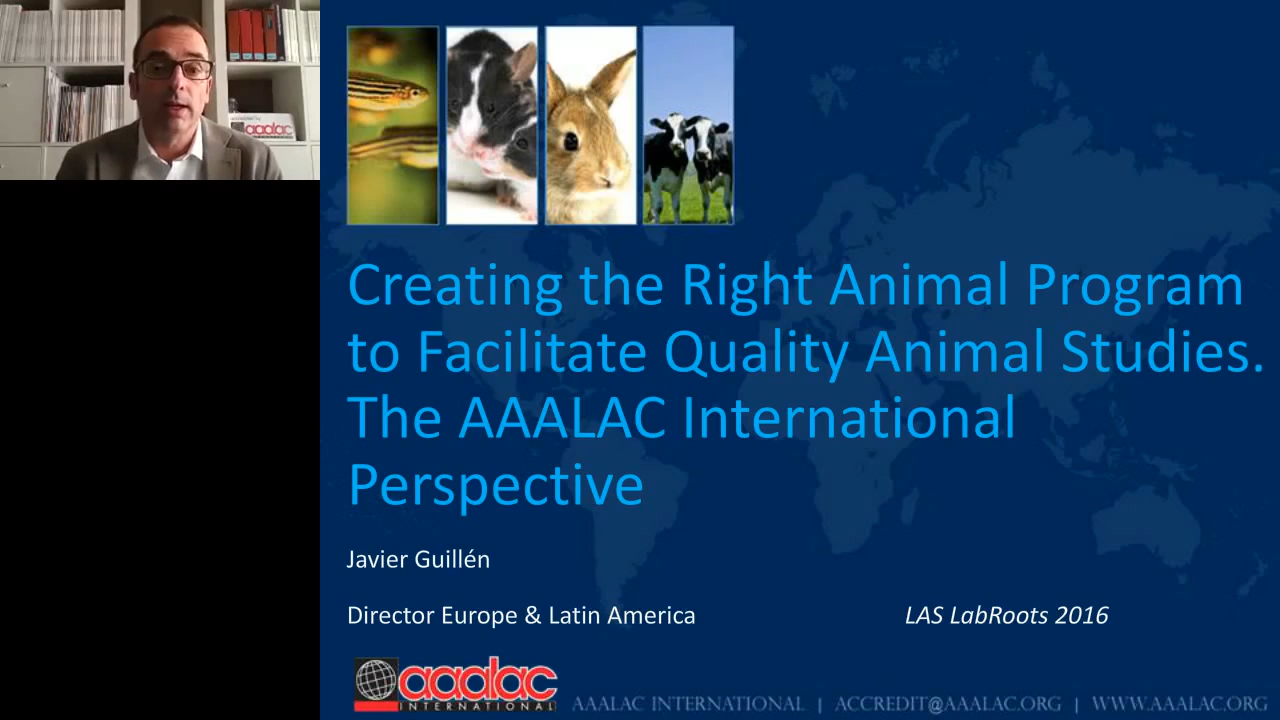 aaalac
Creating the Right Animal Program
to Facilitate Quality Animal Studies.
The AAALAC International
Perspective
Javier Guillén
Director Europe & Latin America
LAS LabRoots 2016
aaalac
INTERNATIONAL
AAALAC INTERNATIONAL | ACCREDIT@AAALAC.ORG | WWW.AAALAC.ORG